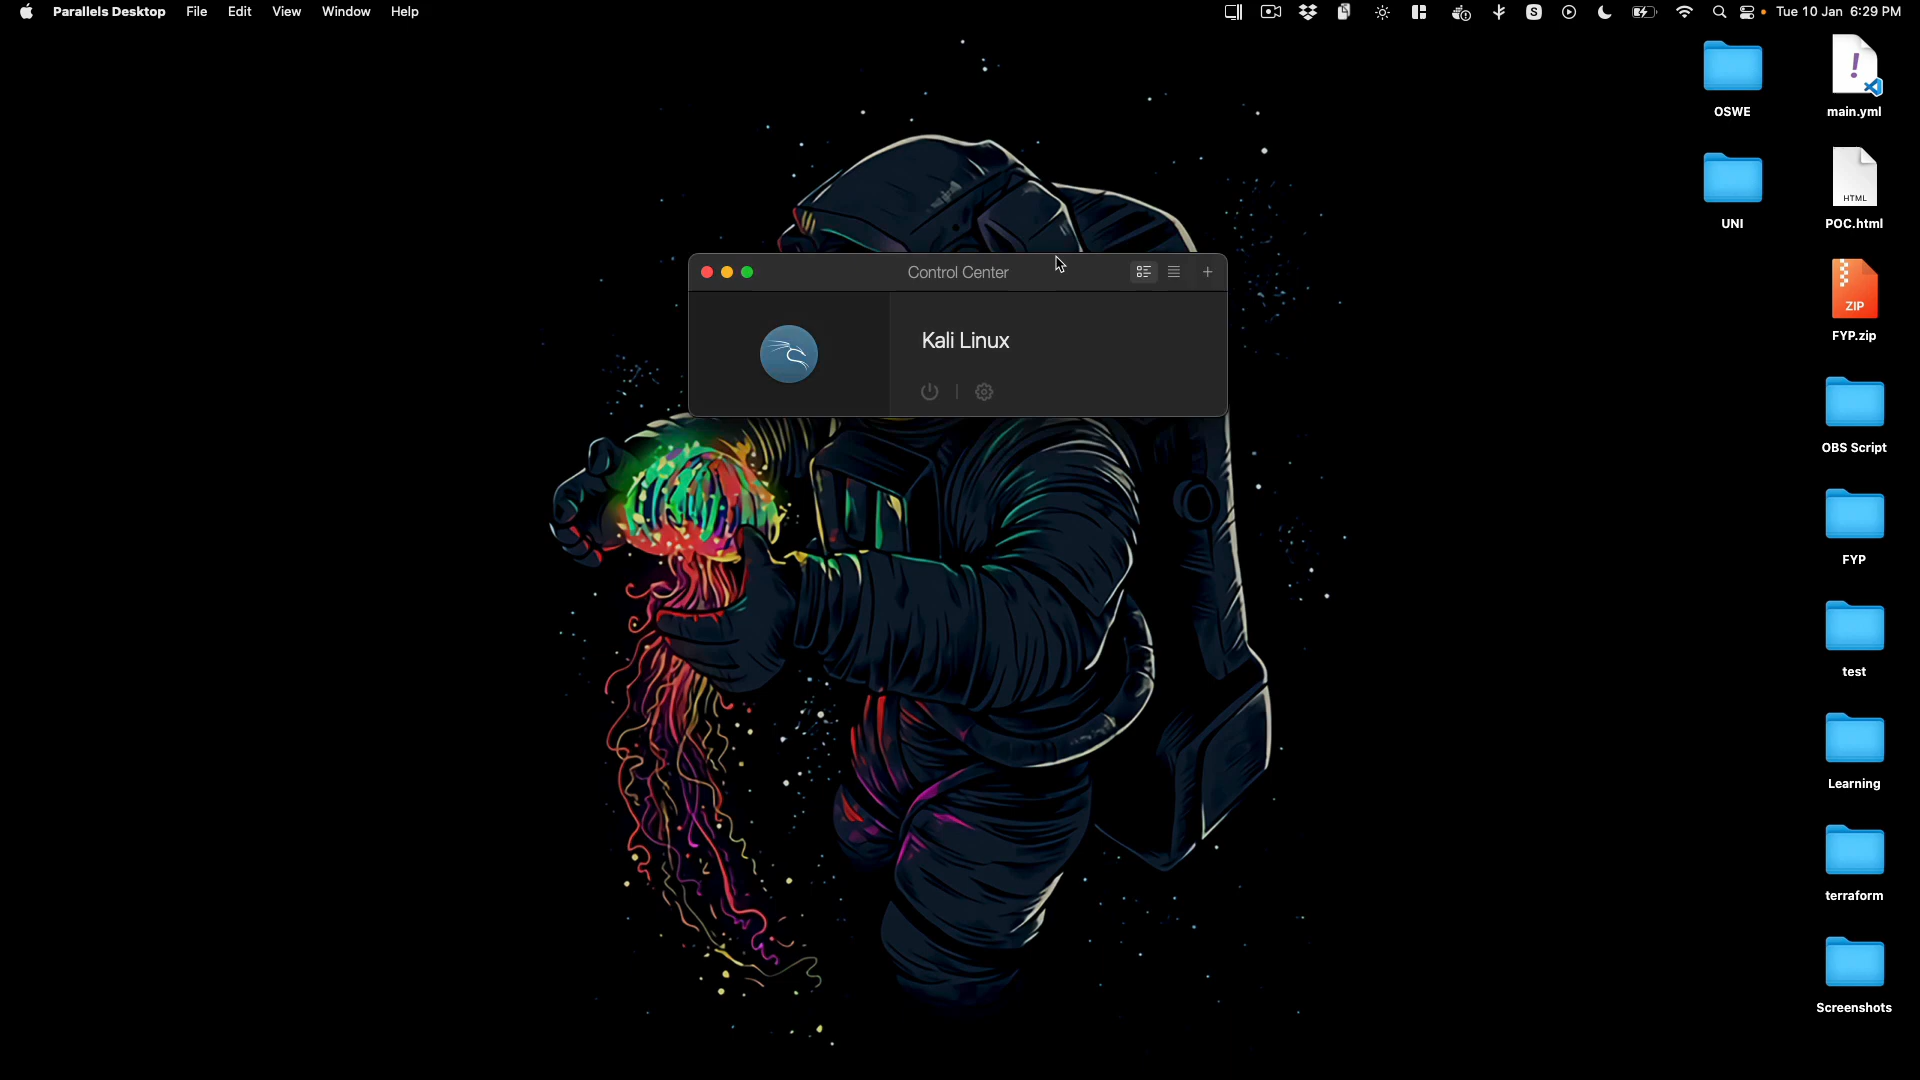 Parallels Desktop File Edit View Window Help S Tue 10 Jan 6:29 PM
OSWE
main.yml
UNI
HTML
POC.html
Control Center
Kali Linux
ZIP
FYP.zip
OBS Script
FYP
test
Learning
terraform
Screenshots